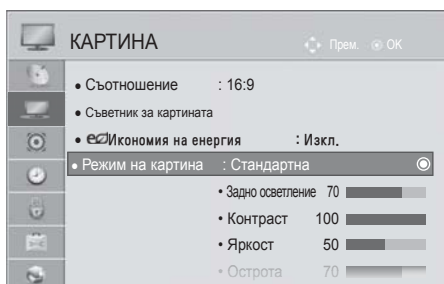 КАРТИНА Прем. OK
• Съотношение : 16:9
• Съветник за картината
• eco Икономия на енергия : Изкл.
• Режим на картина : Стандартна
• Задно осветление 70
• Контраст 100
• Яркост 50
• Острота 70